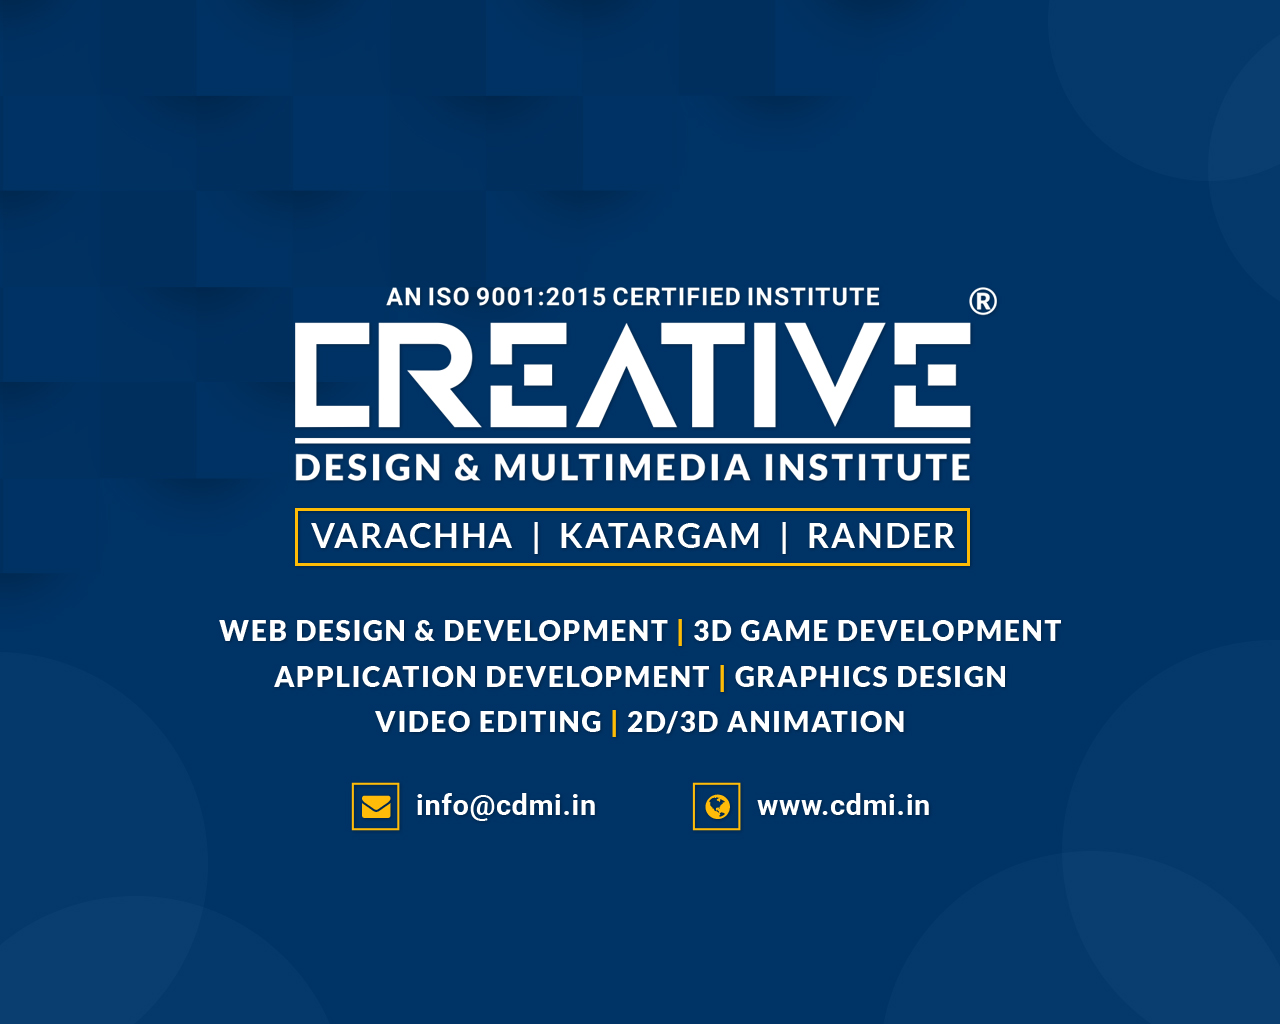 AN ISO 9001:2015 CERTIFIED INSTITUTE
CREATIVE®
DESIGN & MULTIMEDIA INSTITUTE
VARACHHA | KATARGAM | RANDER
WEB DESIGN & DEVELOPMENT | 3D GAME DEVELOPMENT
APPLICATION DEVELOPMENT | GRAPHICS DESIGN
VIDEO EDITING | 2D/3D ANIMATION
info@cdmi.in www.cdmi.in